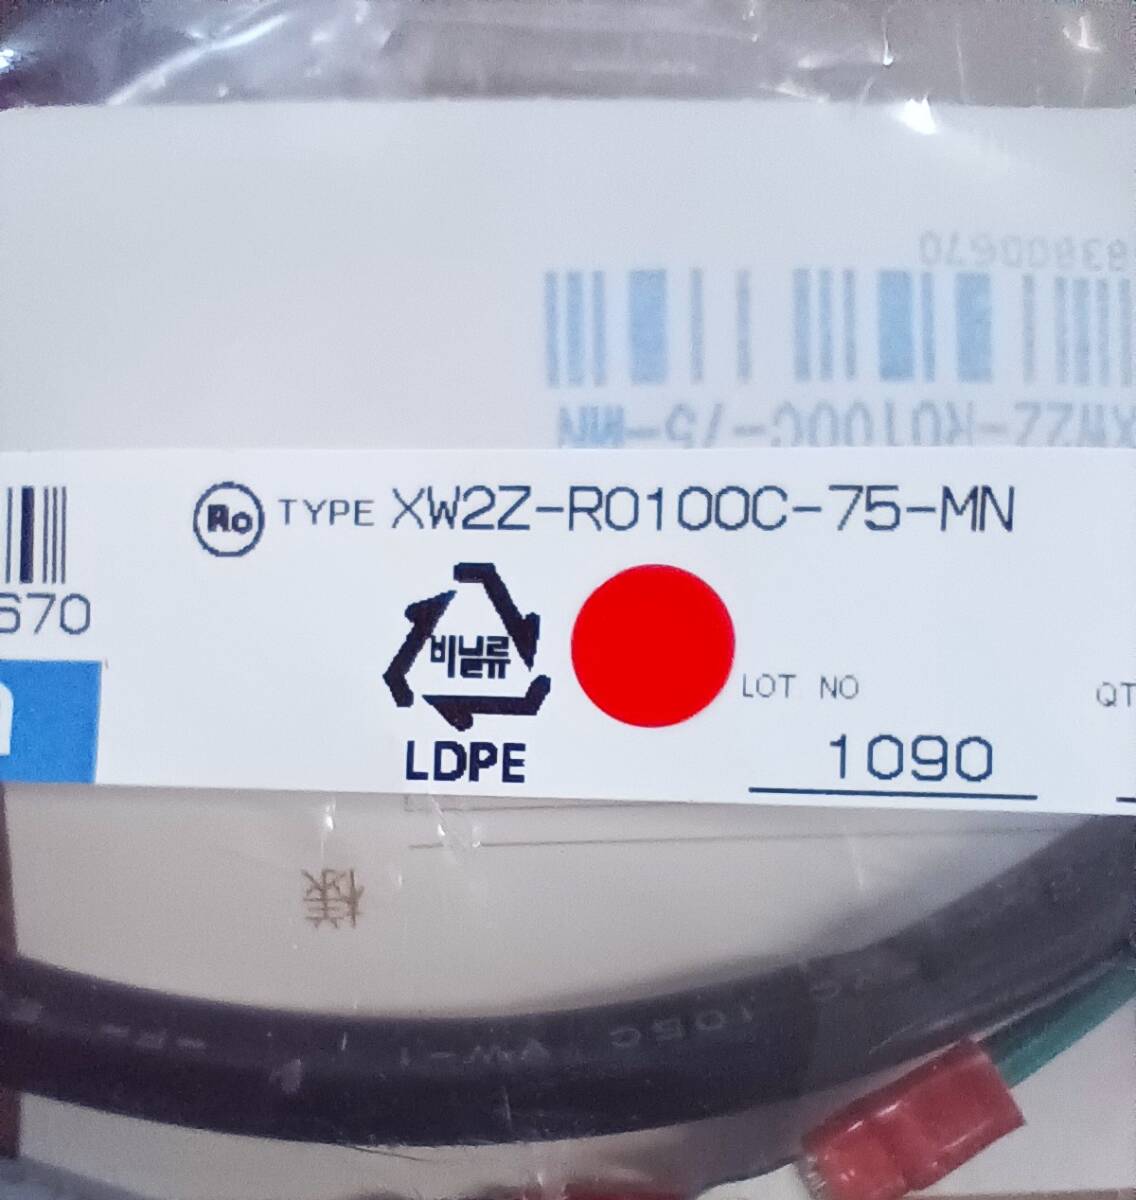 83800670
XW2Z-R0100C-75-MN
Ro TYPE XW2Z-R0100C-75-MN
670
비닐류
LDPE
LOT NO
QT
1090
様